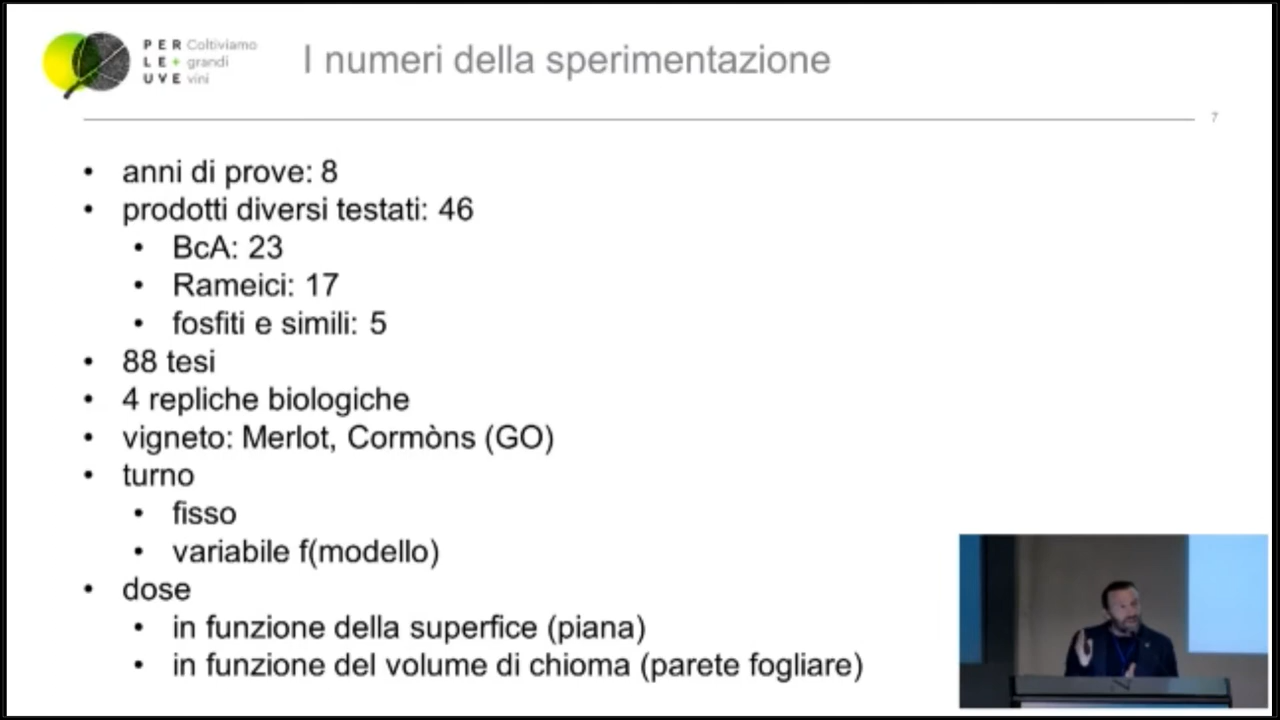 PER Coltiviamo
LE+ grandi
UVE vini
I numeri della sperimentazione
7
• anni di prove: 8
• prodotti diversi testati: 46
• BcA: 23
• Rameici: 17
• fosfiti e simili: 5
• 88 tesi
• 4 repliche biologiche
• vigneto: Merlot, Cormòns (GO)
• turno
• fisso
• variabile f(modello)
• dose
• in funzione della superfice (piana)
• in funzione del volume di chioma (parete fogliare)